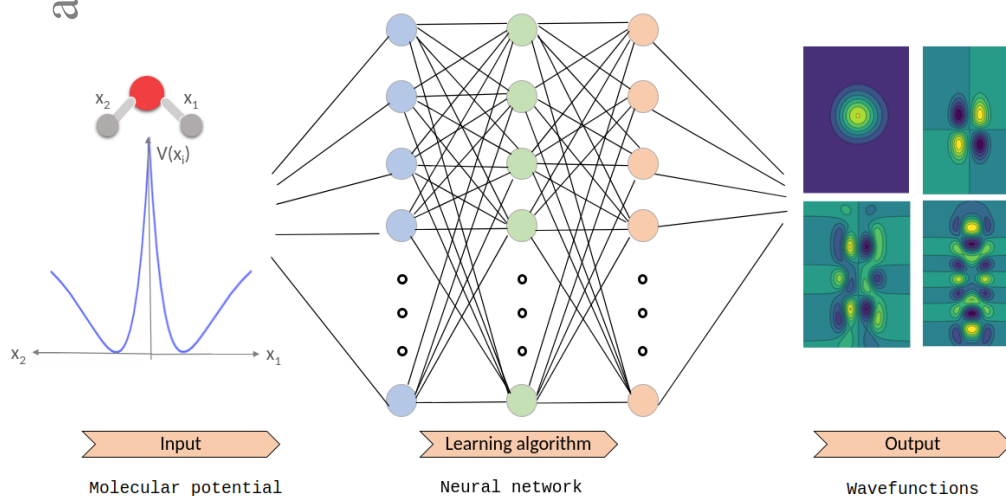 a
x₂ x₁
V(xᵢ)
x₂ x₁
Input Learning algorithm Output
Molecular potential Neural network Wavefunctions